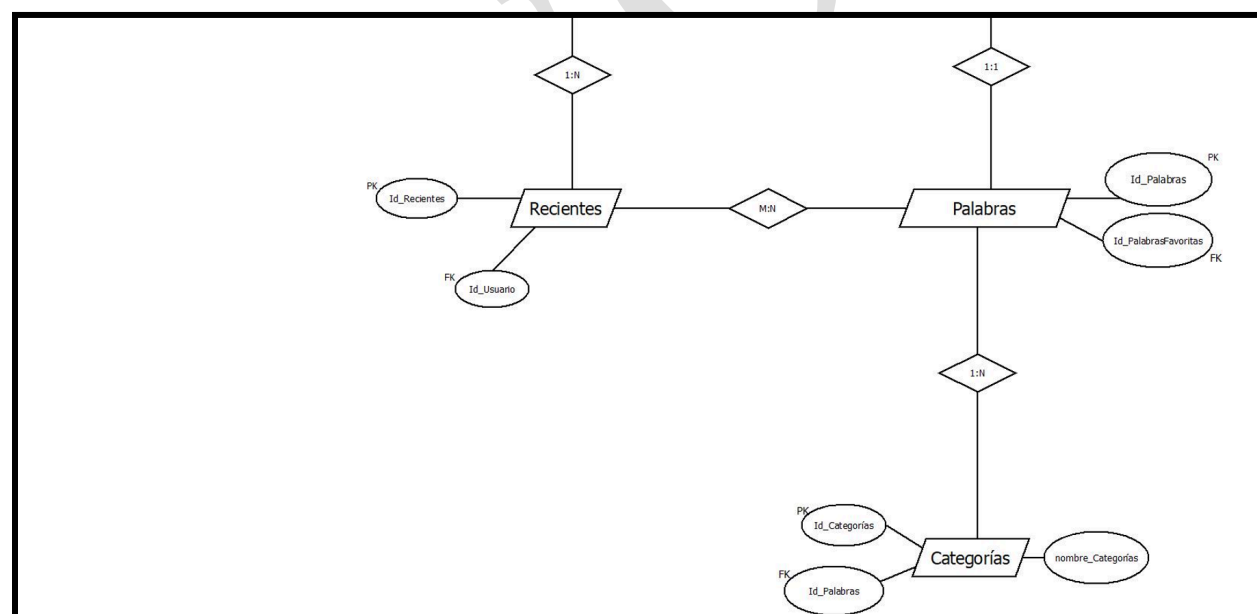 1:N
1:1
PK
Id_Recientes
Recientes
FK
Id_Usuario
M:N
Palabras
PK
Id_Palabras
Id_PalabrasFavoritas
FK
1:N
PK
Id_Categorías
FK
Id_Palabras
Categorías
nombre_Categorías